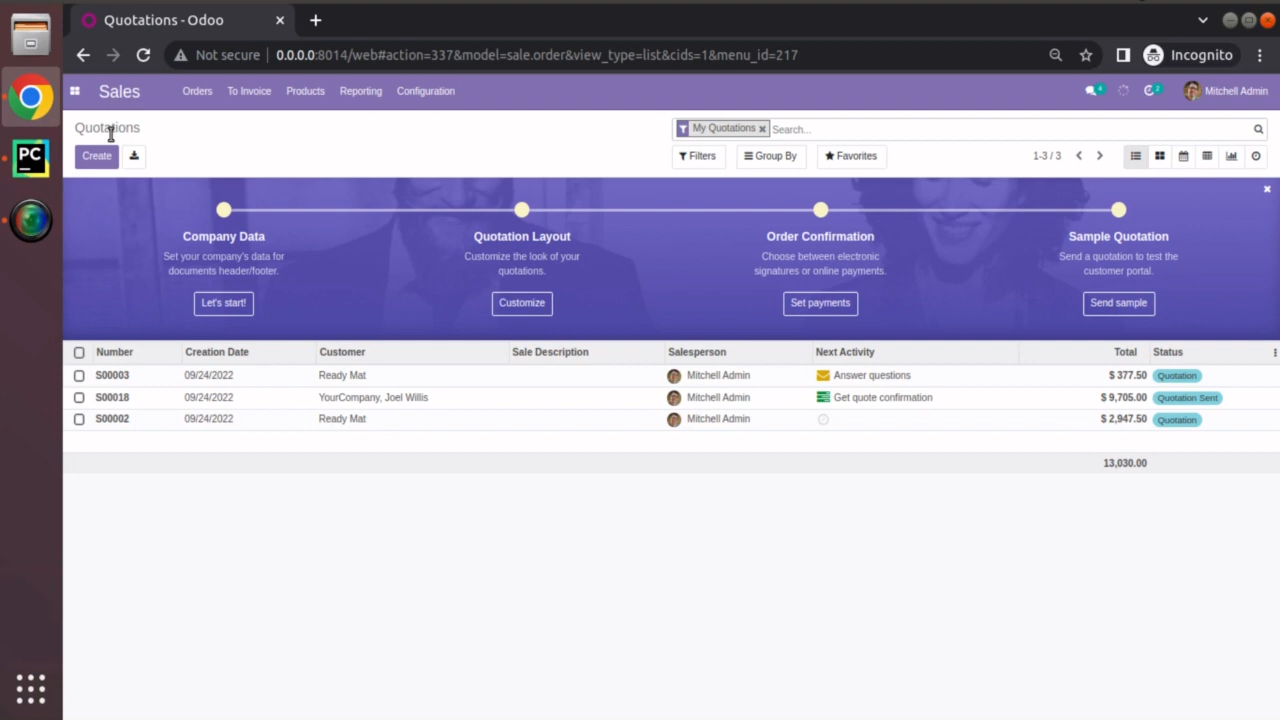 Quotations - Odoo
Not secure 0.0.0.0:8014/web#action=337&model=sale.order&view_type=list&cids=1&menu_id=217
Incognito
Sales Orders To Invoice Products Reporting Configuration
4 2 Mitchell Admin
Quotations
My Quotations Search...
Create
Filters Group By Favorites 1-3 / 3
Company Data Quotation Layout Order Confirmation Sample Quotation
Set your company's data for Customize the look of your Choose between electronic Send a quotation to test the
documents header/footer. quotations. signatures or online payments. customer portal.
Let's start! Customize Set payments Send sample
Number Creation Date Customer Sale Description Salesperson Next Activity Total Status
S00003 09/24/2022 Ready Mat Mitchell Admin Answer questions $ 377.50 Quotation
S00018 09/24/2022 YourCompany, Joel Willis Mitchell Admin Get quote confirmation $ 9,705.00 Quotation Sent
S00002 09/24/2022 Ready Mat Mitchell Admin $ 2,947.50 Quotation
13,030.00
PC